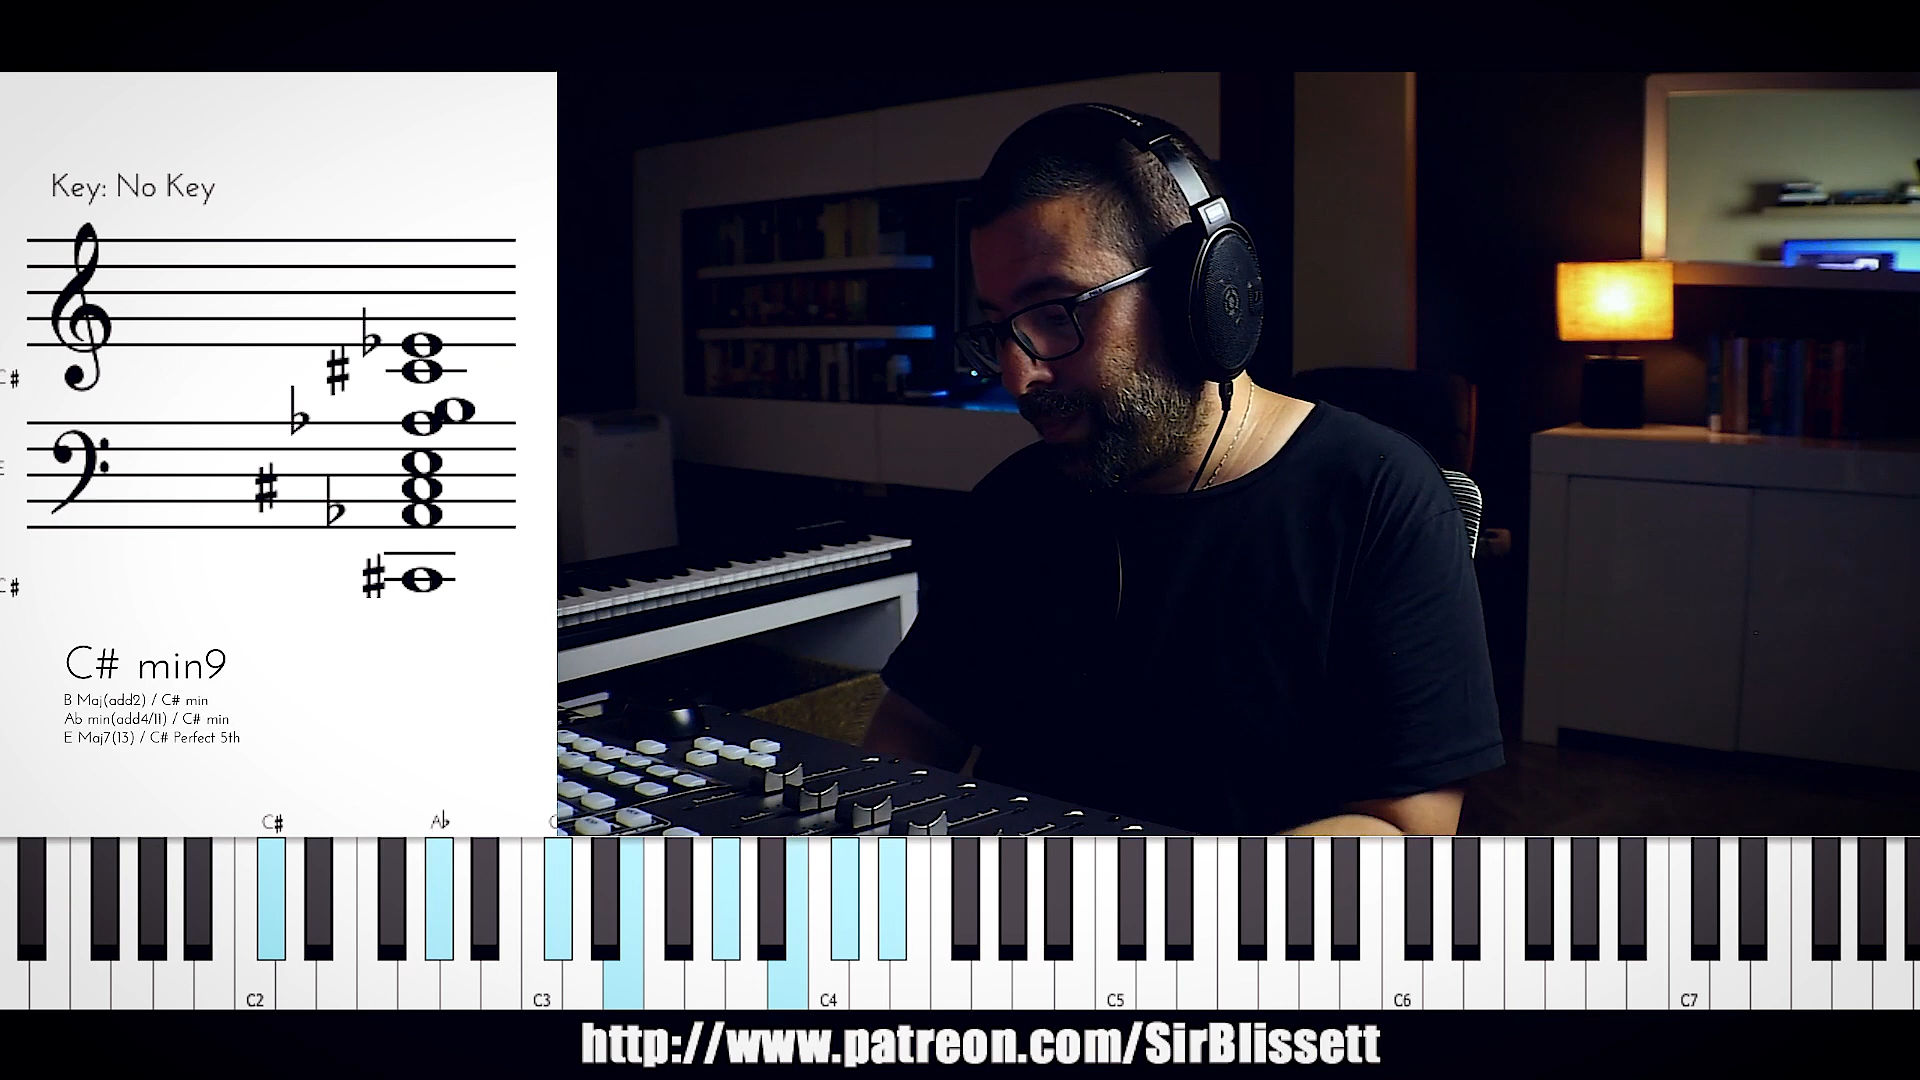 Key: No Key
C#
E
C#
C# min9
B Maj(add2) / C# min
Ab min(add4/11) / C# min
E Maj7(13) / C# Perfect 5th
C# Ab
C2 C3 C4 C5 C6 C7
http://www.patreon.com/SirBlissett